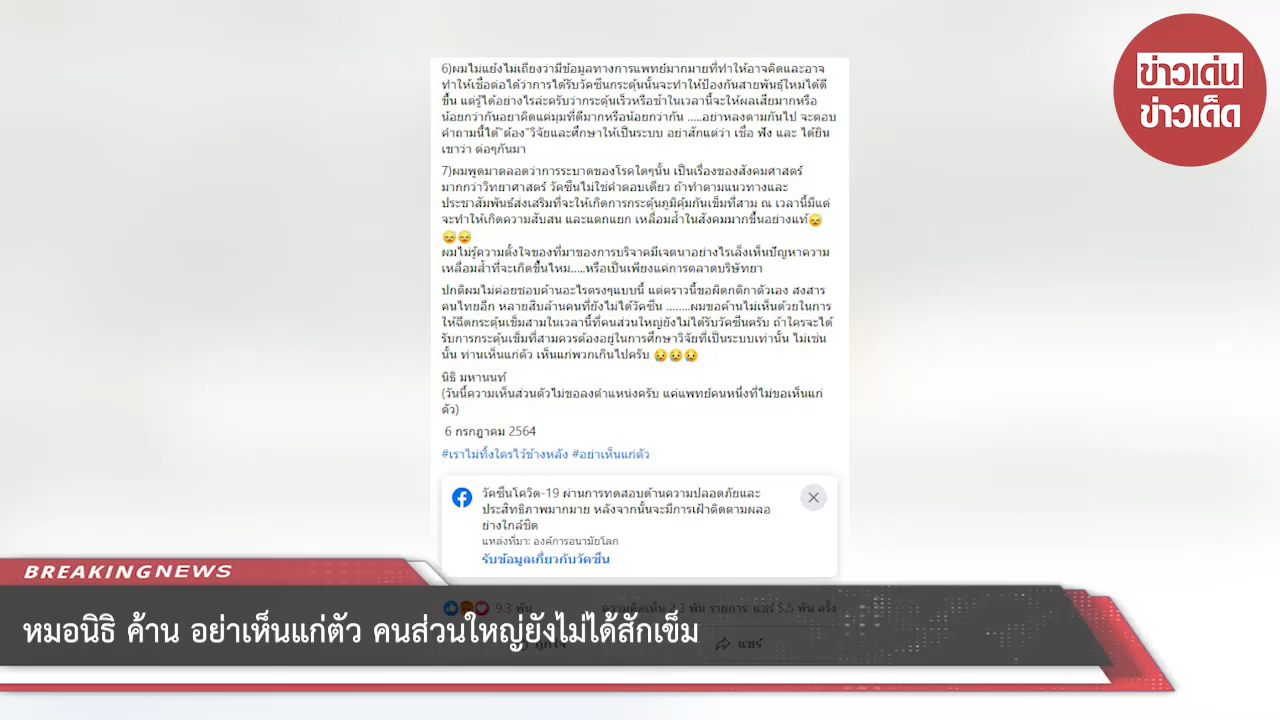 ข่าวเด่น
ข่าวเด็ด
6)ผมไม่แย้งไม่เถียงว่ามีข้อมูลทางการแพทย์มากมายที่ทำให้อาจคิดและอาจ
ทำให้เชื่อต่อได้ว่าการได้รับวัคซีนกระตุ้นนั้นจะทำให้ป้องกันสายพันธุ์ใหม่ได้ดี
ขึ้น แต่รู้ได้อย่างไรล่ะครับว่ากระตุ้นเร็วหรือช้าในเวลานี้จะให้ผลเสียมากหรือ
น้อยกว่ากันอยาคิดแค่มุมที่ดีมากหรือน้อยกว่ากัน .....อย่าหลงตามกันไป จะตอบ
คำถามนี้ได้"ต้อง"วิจัยและศึกษาให้เป็นระบบ อย่าสักแต่ว่า เชื่อ ฟัง และ ได้ยิน
เขาว่า ต่อๆกันมา
7)ผมพูดมาตลอดว่าการระบาดของโรคใดๆนั้น เป็นเรื่องของสังคมศาสตร์
มากกว่าวิทยาศาสตร์ วัคซีนไม่ใช่คำตอบเดียว ถ้าทำตามแนวทางและ
ประชาสัมพันธ์ส่งเสริมที่จะให้เกิดการกระตุ้นภูมิคุ้มกันเข็มที่สาม ณ เวลานี้มีแต่
จะทำให้เกิดความสับสน และแตกแยก เหลื่อมล้ำในสังคมมากขึ้นอย่างแท้😪
😪😪
ผมไม่รู้ความตั้งใจของที่มาของการบริจาคมีเจตนาอย่างไรเล็งเห็นปัญหาความ
เหลื่อมล้ำที่จะเกิดขึ้นไหม.....หรือเป็นเพียงแค่การตลาดบริษัทยา
ปกติผมไม่ค่อยชอบค้านอะไรตรงๆแบบนี้ แต่คราวนี้ขอผิดกติกาตัวเอง สงสาร
คนไทยอีก หลายสิบล้านคนที่ยังไม่ได้วัคซีน ........ผมขอค้านไม่เห็นด้วยในการ
ให้ฉีดกระตุ้นเข็มสามในเวลานี้ที่คนส่วนใหญ่ยังไม่ได้รับวัคซีนครับ ถ้าใครจะได้
รับการกระตุ้นเข็มที่สามควรต้องอยู่ในการศึกษาวิจัยที่เป็นระบบเท่านั้น ไม่เช่น
นั้น ท่านเห็นแก่ตัว เห็นแก่พวกเกินไปครับ 😥😥😥
นิธิ มหานนท์
(วันนี้ความเห็นส่วนตัวไม่ขอลงตำแหน่งครับ แค่แพทย์คนหนึ่งที่ไม่ขอเห็นแก่
ตัว)
6 กรกฎาคม 2564
#เราไม่ทิ้งใครไว้ข้างหลัง #อย่าเห็นแก่ตัว
วัคซีนโควิด-19 ผ่านการทดสอบด้านความปลอดภัยและ
ประสิทธิภาพมากมาย หลังจากนั้นจะมีการเฝ้าติดตามผลอ
ย่างใกล้ชิด
แหล่งที่มา: องค์การอนามัยโลก
รับข้อมูลเกี่ยวกับวัคซีน
9.3 พัน ความคิดเห็น 2.3 พัน รายการ แชร์ 5.5 พัน ครั้ง
ถูกใจ แชร์
BREAKING NEWS
หมอนิธิ ค้าน อย่าเห็นแก่ตัว คนส่วนใหญ่ยังไม่ได้สักเข็ม